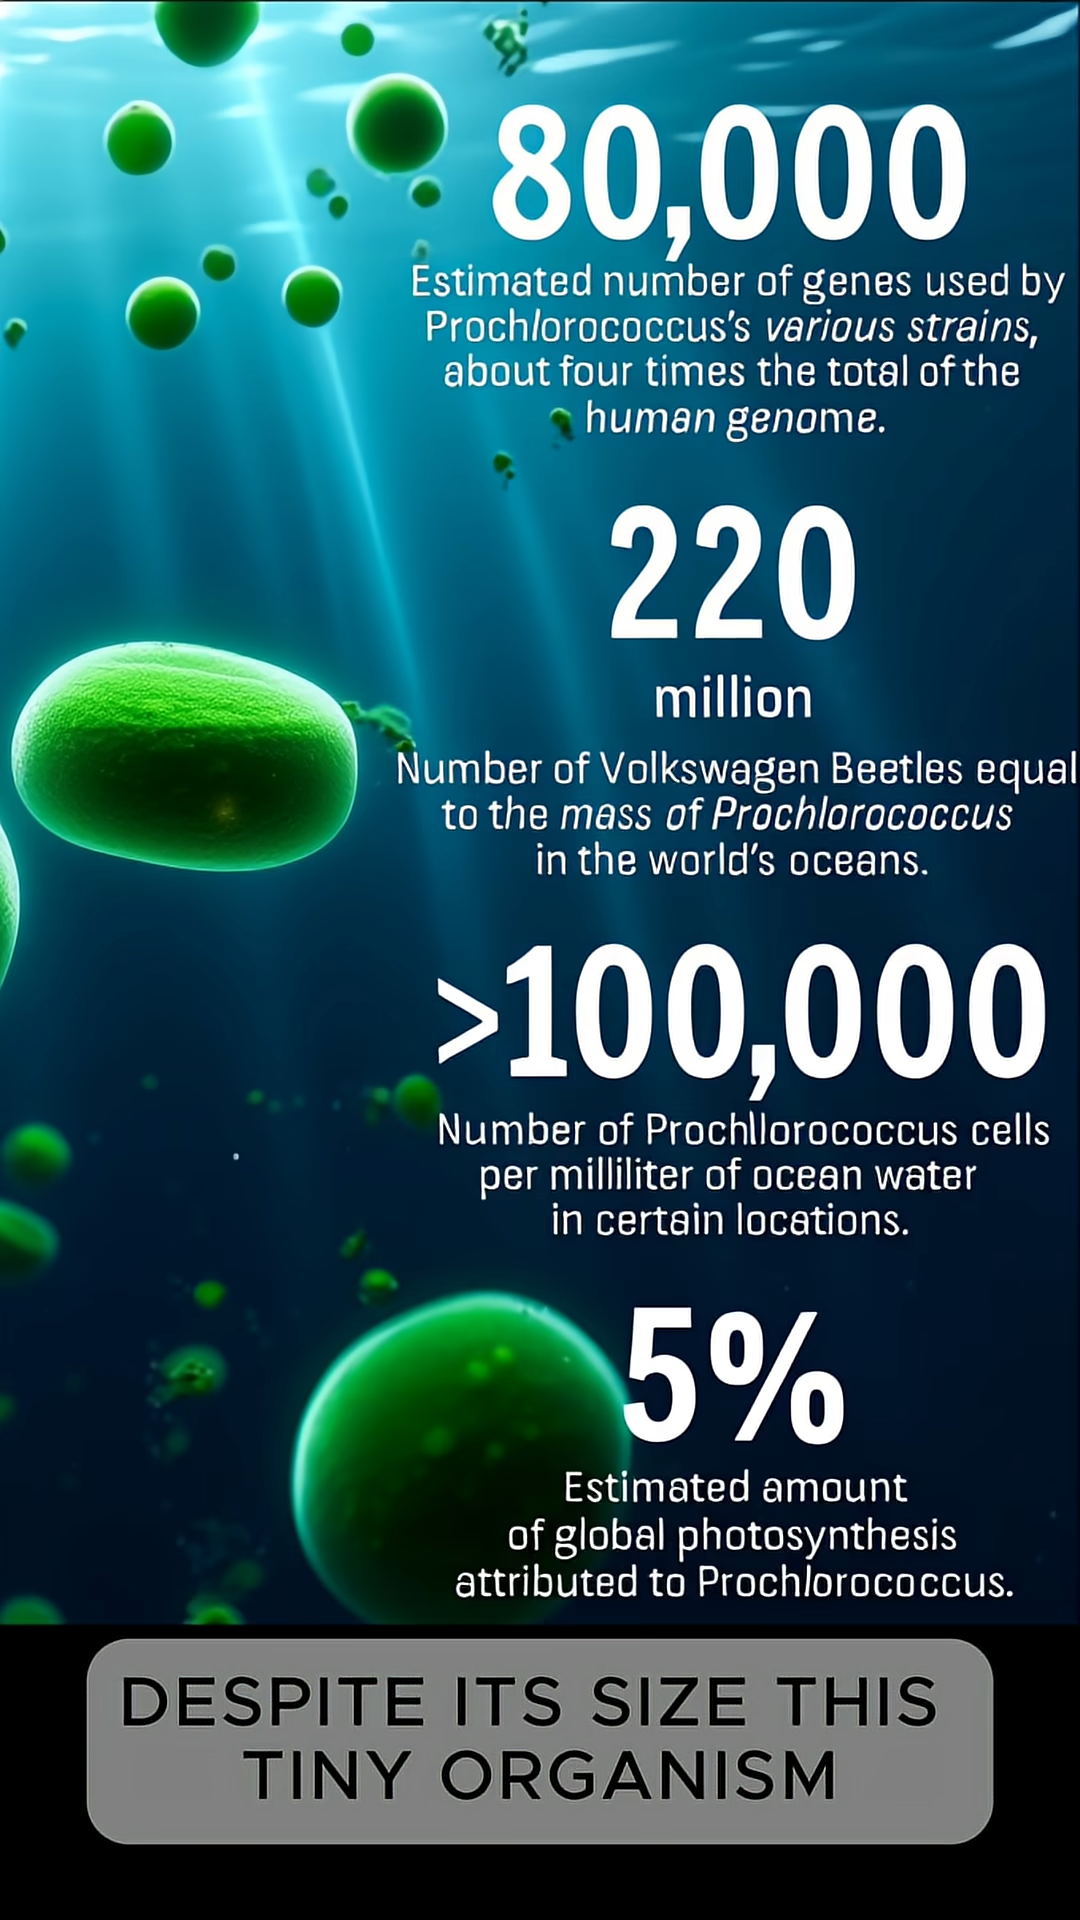 80,000
Estimated number of genes used by
Prochlorococcus's various strains,
about four times the total of the
human genome.
220
million
Number of Volkswagen Beetles equal
to the mass of Prochlorococcus
in the world's oceans.
>100,000
Number of Prochllorococcus cells
per milliliter of ocean water
in certain locations.
5%
Estimated amount
of global photosynthesis
attributed to Prochlorococcus.
DESPITE ITS SIZE THIS
TINY ORGANISM